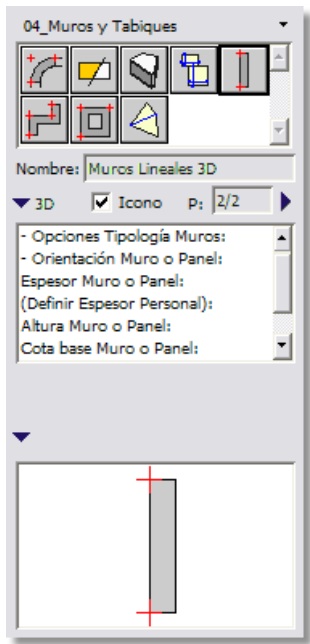 04_Muros y Tabiques
Nombre: Muros Lineales 3D
3D Icono P: 2/2
- Opciones Tipología Muros:
- Orientación Muro o Panel:
Espesor Muro o Panel:
(Definir Espesor Personal):
Altura Muro o Panel:
Cota base Muro o Panel: